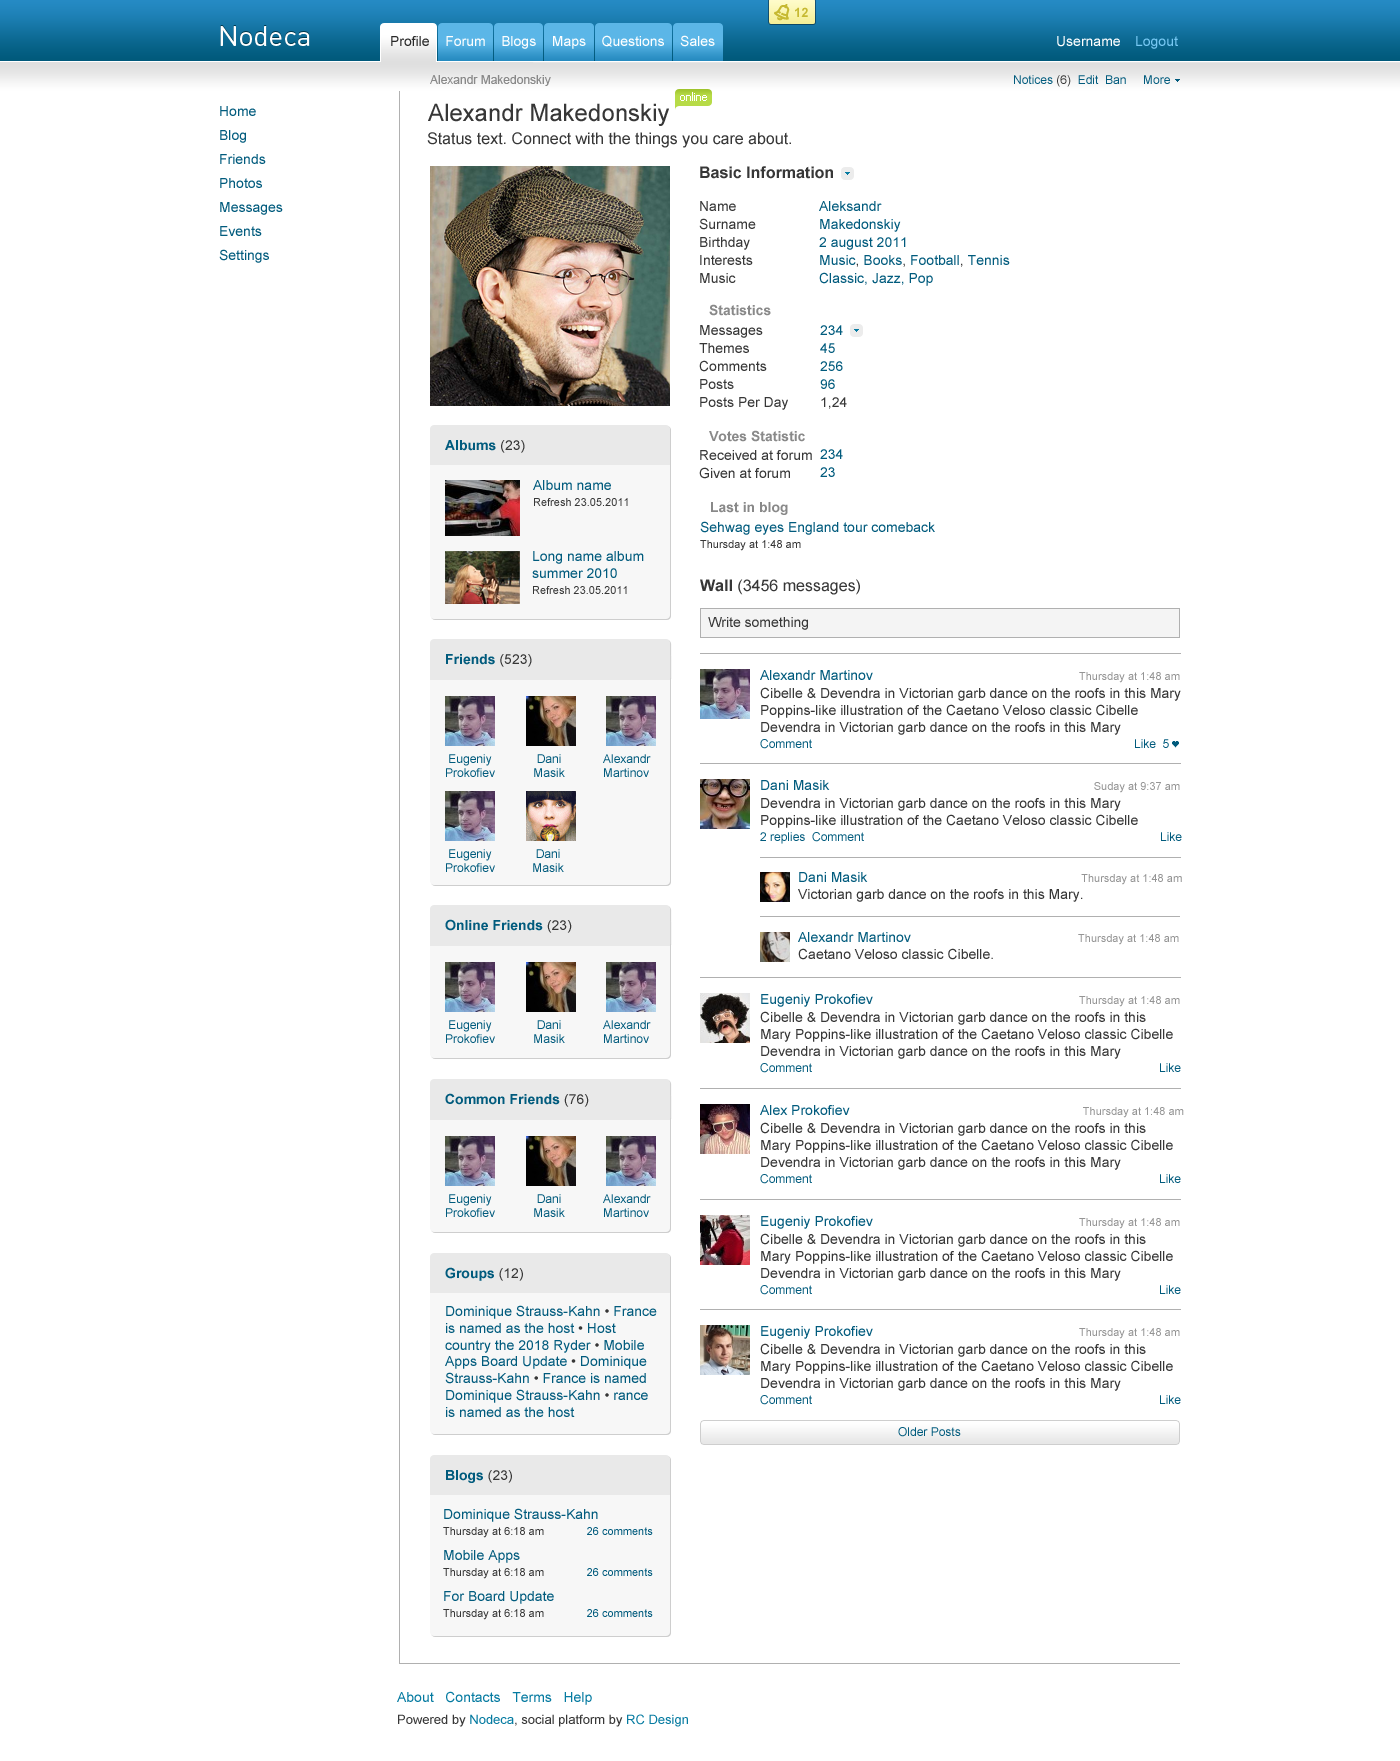 Nodeca
Profile
Forum
Blogs
Maps
Questions
Sales
12
Username
Logout
Alexandr Makedonskiy
Notices (6) Edit Ban More
Home
Blog
Friends
Photos
Messages
Events
Settings
Alexandr Makedonskiy
online
Status text. Connect with the things you care about.
Albums (23)
Album name
Refresh 23.05.2011
Long name album
summer 2010
Refresh 23.05.2011
Friends (523)
Eugeniy
Prokofiev
Dani
Masik
Alexandr
Martinov
Eugeniy
Prokofiev
Dani
Masik
Online Friends (23)
Eugeniy
Prokofiev
Dani
Masik
Alexandr
Martinov
Common Friends (76)
Eugeniy
Prokofiev
Dani
Masik
Alexandr
Martinov
Groups (12)
Dominique Strauss-Kahn • France
is named as the host • Host
country the 2018 Ryder • Mobile
Apps Board Update • Dominique
Strauss-Kahn • France is named
Dominique Strauss-Kahn • rance
is named as the host
Blogs (23)
Dominique Strauss-Kahn
Thursday at 6:18 am 26 comments
Mobile Apps
Thursday at 6:18 am 26 comments
For Board Update
Thursday at 6:18 am 26 comments
Basic Information
Name Aleksandr
Surname Makedonskiy
Birthday 2 august 2011
Interests Music, Books, Football, Tennis
Music Classic, Jazz, Pop
Statistics
Messages 234
Themes 45
Comments 256
Posts 96
Posts Per Day 1,24
Votes Statistic
Received at forum 234
Given at forum 23
Last in blog
Sehwag eyes England tour comeback
Thursday at 1:48 am
Wall (3456 messages)
Write something
Alexandr Martinov Thursday at 1:48 am
Cibelle & Devendra in Victorian garb dance on the roofs in this Mary
Poppins-like illustration of the Caetano Veloso classic Cibelle
Devendra in Victorian garb dance on the roofs in this Mary
Comment Like 5 ♥
Dani Masik Suday at 9:37 am
Devendra in Victorian garb dance on the roofs in this Mary
Poppins-like illustration of the Caetano Veloso classic Cibelle
2 replies Comment Like
Dani Masik Thursday at 1:48 am
Victorian garb dance on the roofs in this Mary.
Alexandr Martinov Thursday at 1:48 am
Caetano Veloso classic Cibelle.
Eugeniy Prokofiev Thursday at 1:48 am
Cibelle & Devendra in Victorian garb dance on the roofs in this
Mary Poppins-like illustration of the Caetano Veloso classic Cibelle
Devendra in Victorian garb dance on the roofs in this Mary
Comment Like
Alex Prokofiev Thursday at 1:48 am
Cibelle & Devendra in Victorian garb dance on the roofs in this
Mary Poppins-like illustration of the Caetano Veloso classic Cibelle
Devendra in Victorian garb dance on the roofs in this Mary
Comment Like
Eugeniy Prokofiev Thursday at 1:48 am
Cibelle & Devendra in Victorian garb dance on the roofs in this
Mary Poppins-like illustration of the Caetano Veloso classic Cibelle
Devendra in Victorian garb dance on the roofs in this Mary
Comment Like
Eugeniy Prokofiev Thursday at 1:48 am
Cibelle & Devendra in Victorian garb dance on the roofs in this
Mary Poppins-like illustration of the Caetano Veloso classic Cibelle
Devendra in Victorian garb dance on the roofs in this Mary
Comment Like
Older Posts
About Contacts Terms Help
Powered by Nodeca, social platform by RC Design